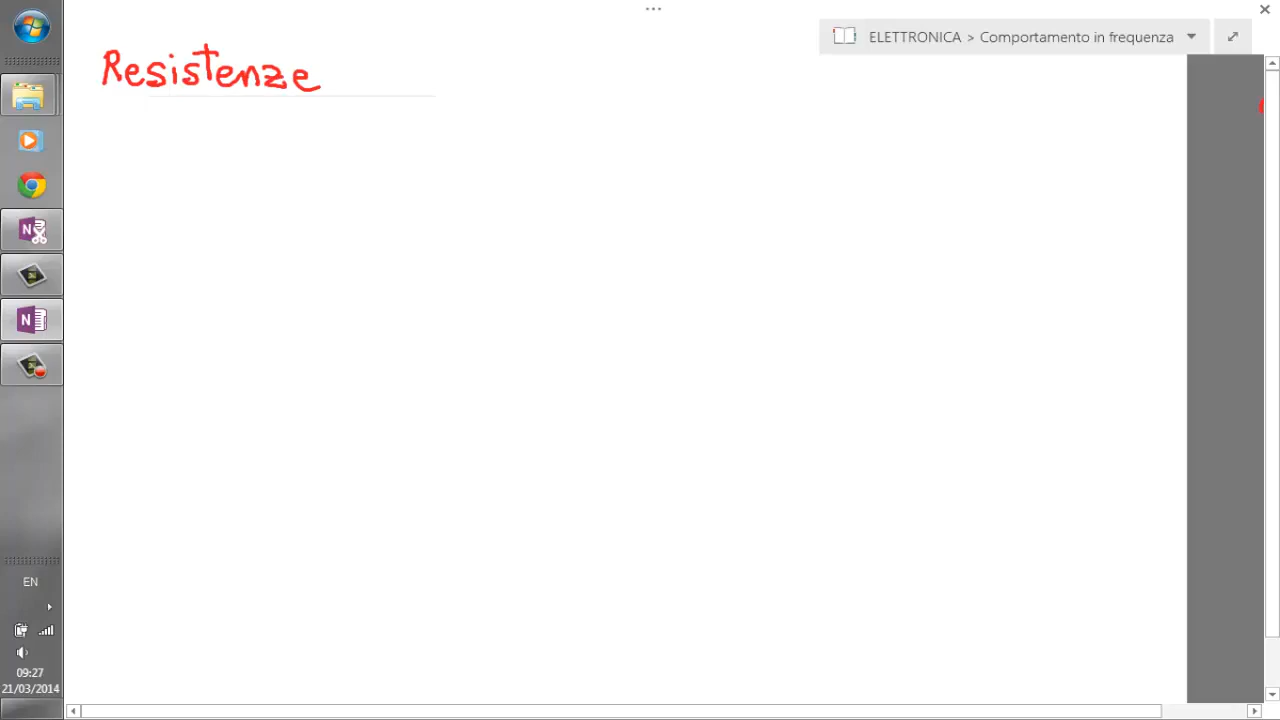 ELETTRONICA > Comportamento in frequenza
Resistenze
EN
09:27
21/03/2014